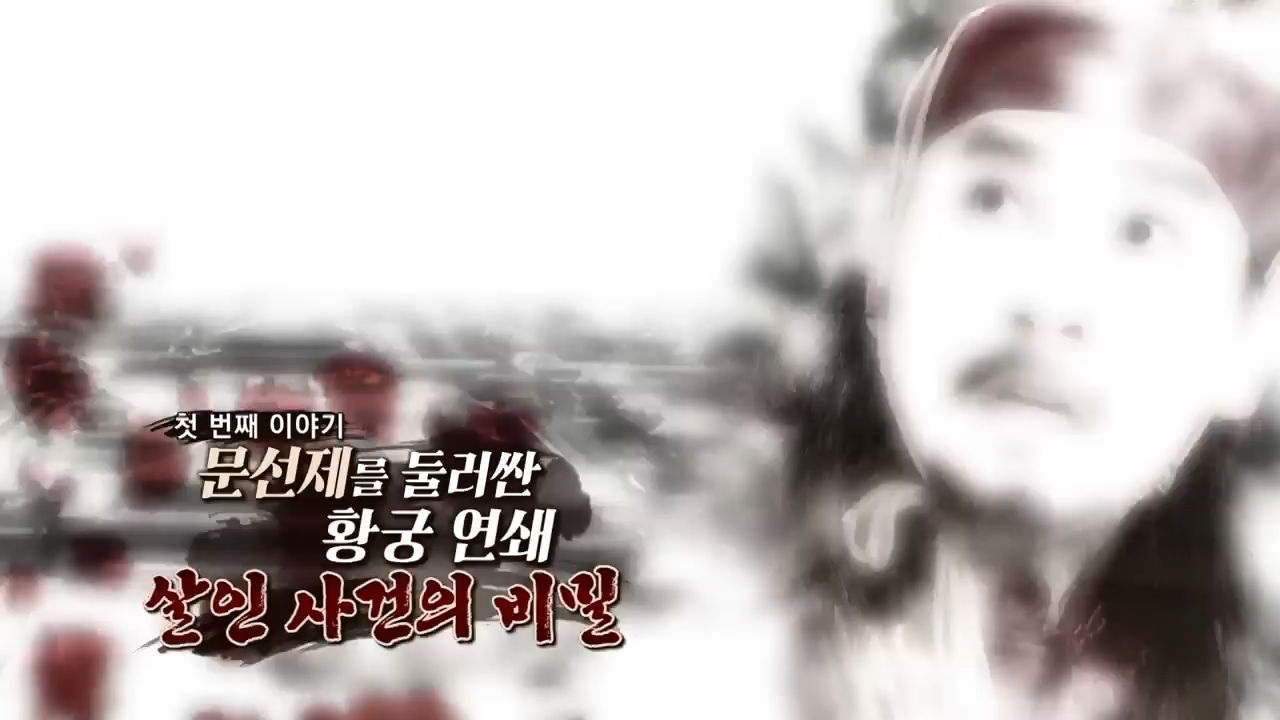 첫 번째 이야기
문선제를 둘러싼
황궁 연쇄
살인 사건의 비밀